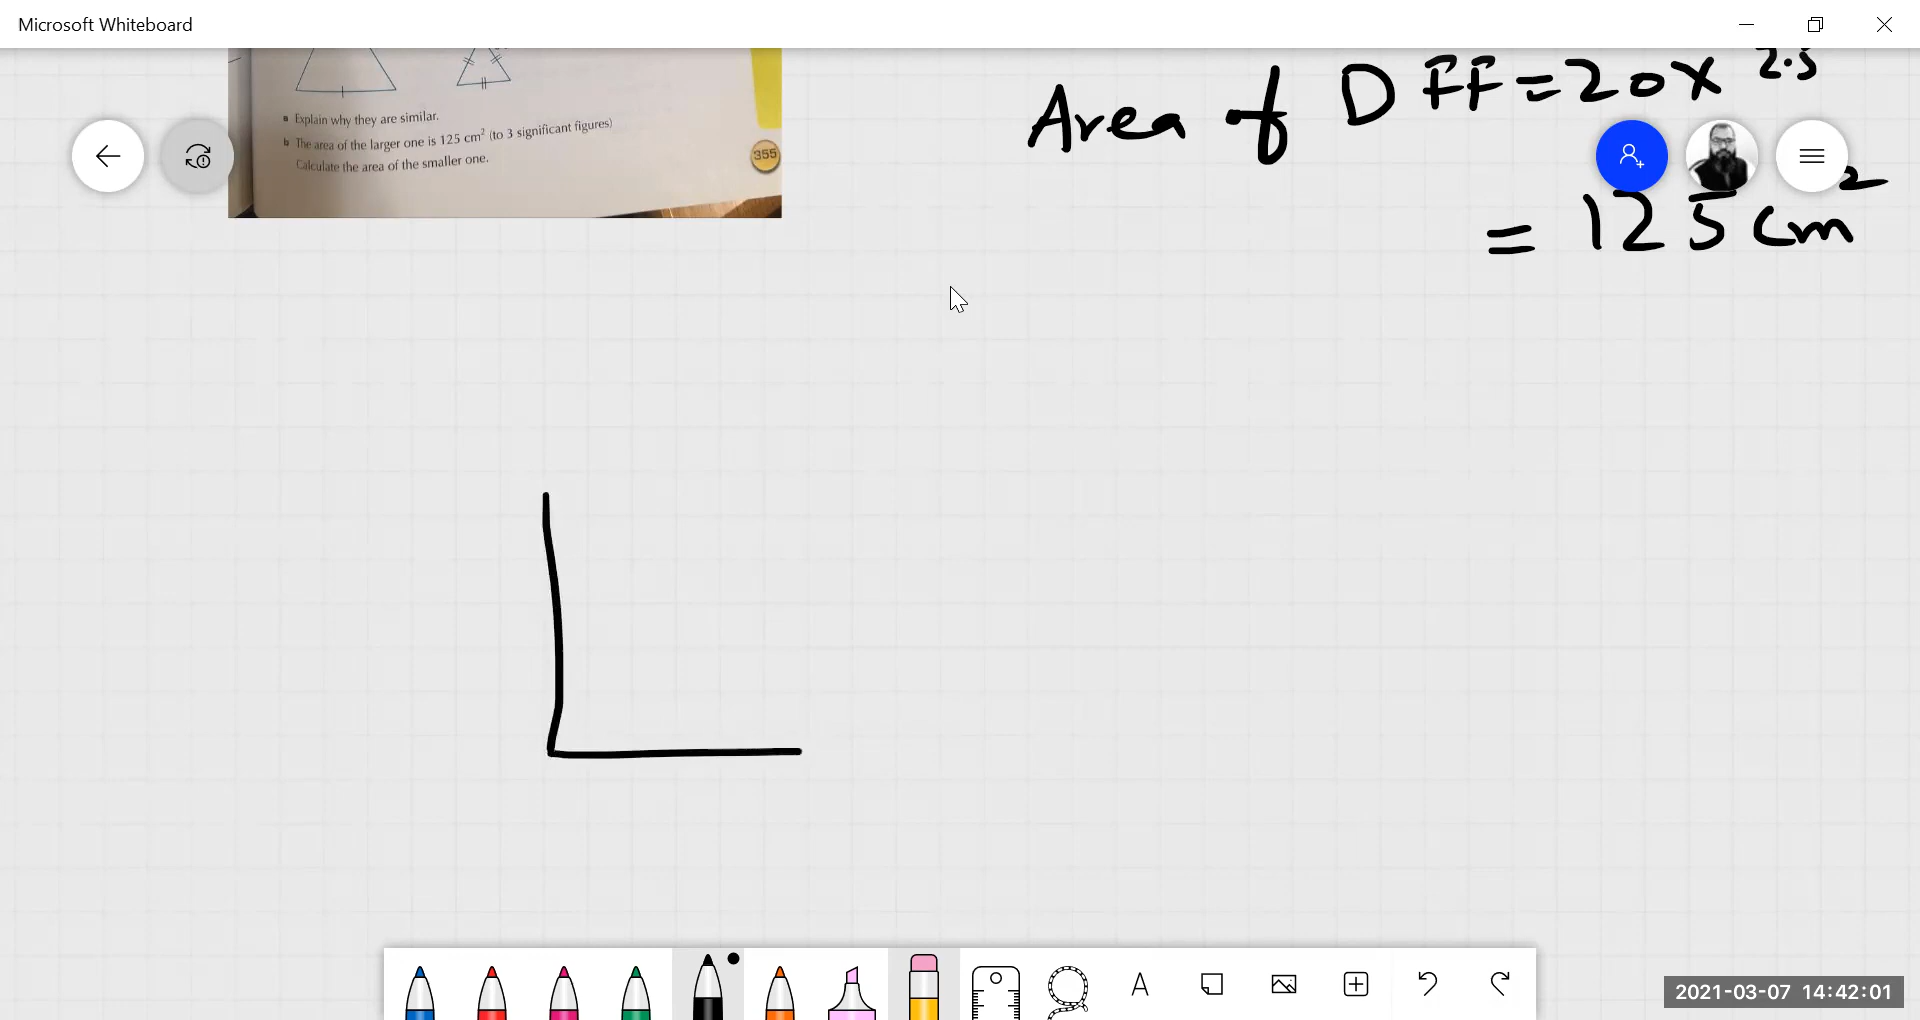 Microsoft Whiteboard
Area of DFF = 20 x 2.5
= 125 cm²
a Explain why they are similar.
b The area of the larger one is 125 cm² (to 3 significant figures)
Calculate the area of the smaller one.
355
A
2021-03-07 14:42:01